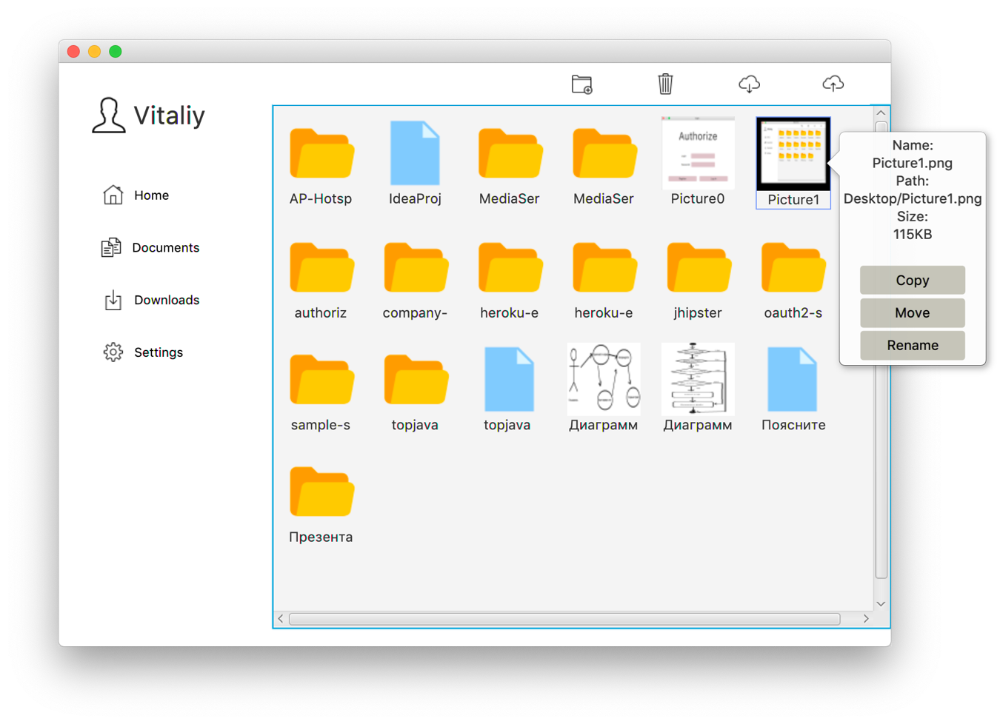 Vitaliy
Home
Documents
Downloads
Settings
AP-Hotsp
IdeaProj
MediaSer
MediaSer
Authorize
Picture0
Picture1
authoriz
company-
heroku-e
heroku-e
jhipster
oauth2-s
sample-s
topjava
topjava
Диаграмм
Диаграмм
Пояснитe
Презента
Name:
Picture1.png
Path:
Desktop/Picture1.png
Size:
115KB
Copy
Move
Rename